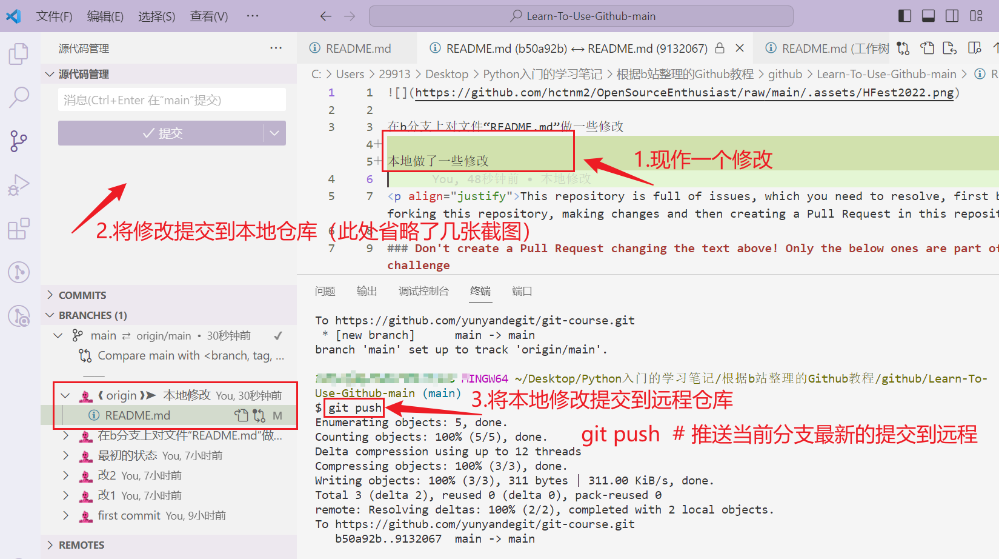 文件(F) 编辑(E) 选择(S) 查看(V) ··· Learn-To-Use-Github-main
源代码管理 ···
源代码管理
消息(Ctrl+Enter 在“main”提交)
提交
2.将修改提交到本地仓库（此处省略了几张截图）
COMMITS
BRANCHES (1)
main ⇄ origin/main • 30秒钟前
Compare main with <branch, tag, ...
origin 本地修改 You, 30秒钟前
README.md M
在b分支上对文件“README.md”做...
最初的状态 You, 7小时前
改2 You, 7小时前
改1 You, 7小时前
first commit You, 9小时前
REMOTES
README.md README.md (b50a92b) ↔ README.md (9132067) README.md (工作树
C: > Users > 29913 > Desktop > Python入门的学习笔记 > 根据b站整理的Github教程 > github > Learn-To-Use-Github-main > R
1 1 ![](https://github.com/hctnm2/OpenSourceEnthusiast/raw/main/.assets/HFest2022.png)
2 2
3 3 在b分支上对文件“README.md”做一些修改
4+
5+ 本地做了一些修改
1.现作一个修改
4 6 You, 48秒钟前 • 本地修改
5 7 <p align="justify">This repository is full of issues, which you need to resolve, first b
forking this repository, making changes and then creating a Pull Request in this reposit
6 8
7 9 ### Don't create a Pull Request changing the text above! Only the below ones are part of
challenge
问题 输出 调试控制台 终端 端口
To https://github.com/yunyandegit/git-course.git
* [new branch] main -> main
branch 'main' set up to track 'origin/main'.
MINGW64 ~/Desktop/Python入门的学习笔记/根据b站整理的Github教程/github/Learn-To-
Use-Github-main (main)
3.将本地修改提交到远程仓库
$ git push
git push # 推送当前分支最新的提交到远程
Enumerating objects: 5, done.
Counting objects: 100% (5/5), done.
Delta compression using up to 12 threads
Compressing objects: 100% (3/3), done.
Writing objects: 100% (3/3), 311 bytes | 311.00 KiB/s, done.
Total 3 (delta 2), reused 0 (delta 0), pack-reused 0
remote: Resolving deltas: 100% (2/2), completed with 2 local objects.
To https://github.com/yunyandegit/git-course.git
b50a92b..9132067 main -> main